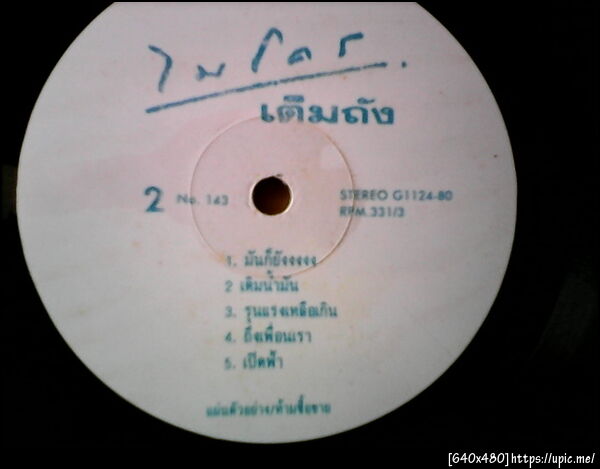 ไมโคร
เติมถัง
2 No. 143
STEREO G1124-80
RPM.331/3
1. มันก็ยังงงงง
2 เติมน้ำมัน
3. รุนแรงเหลือเกิน
4. ถึงเพื่อนเรา
5. เปิดฟ้า
แผ่นตัวอย่าง/ห้ามซื้อขาย
[640x480]https://upic.me/